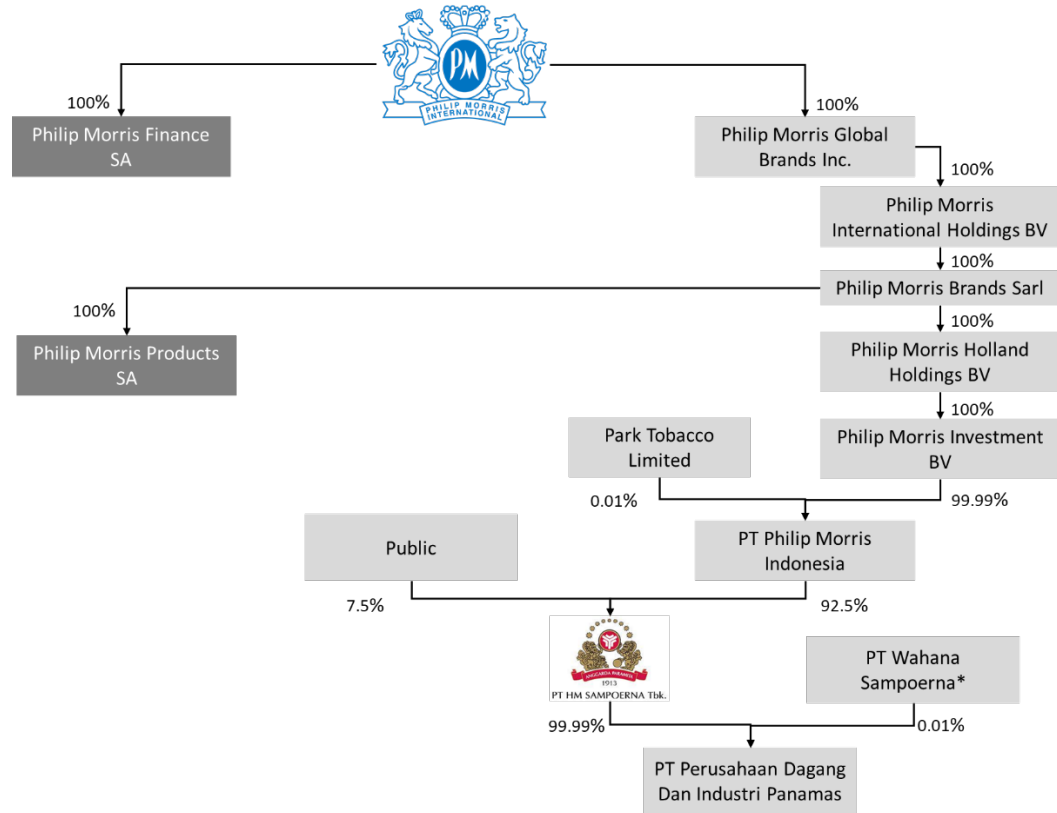 PM
PHILIP MORRIS
INTERNATIONAL
100%
100%
Philip Morris Finance
SA
Philip Morris Global
Brands Inc.
100%
Philip Morris
International Holdings BV
100%
Philip Morris Brands Sarl
100%
100%
Philip Morris Products
SA
Philip Morris Holland
Holdings BV
100%
Park Tobacco
Limited
Philip Morris Investment
BV
0.01%
99.99%
Public
PT Philip Morris
Indonesia
7.5%
92.5%
ANGGARDA PARAMITA
1913
PT HM SAMPOERNA Tbk.
PT Wahana
Sampoerna*
99.99%
0.01%
PT Perusahaan Dagang
Dan Industri Panamas